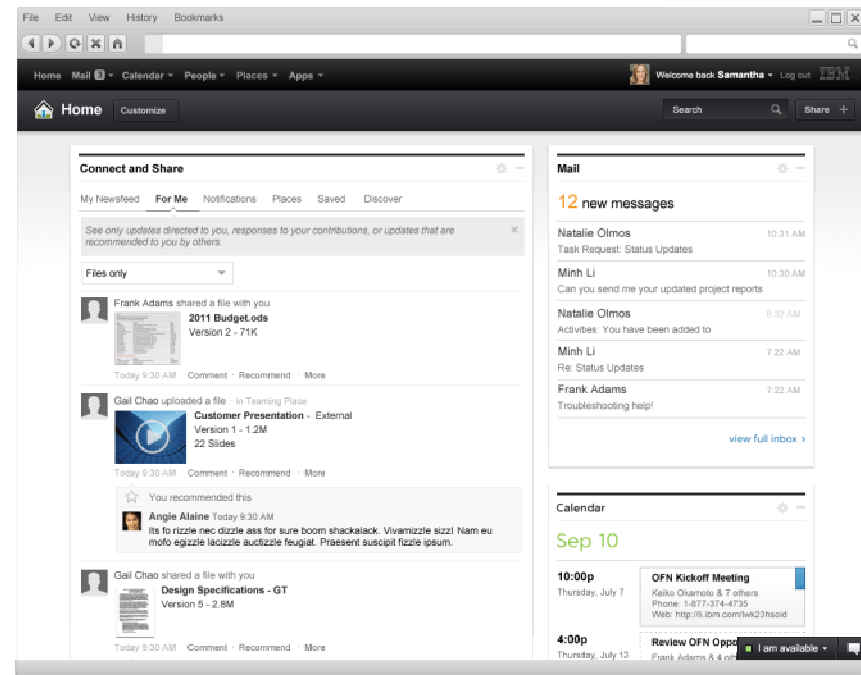 File Edit View History Bookmarks
Home Mail 3 Calendar People Places Apps
Welcome back Samantha Log out IBM
Home Customize
Search Share +
Connect and Share
My Newsfeed For Me Notifications Places Saved Discover
See only updates directed to you, responses to your contributions, or updates that are
recommended to you by others.
Files only
Frank Adams shared a file with you
2011 Budget.ods
Version 2 - 71K
Today 9:30 AM · Comment · Recommend · More
Gail Chao uploaded a file · in Teaming Place
Customer Presentation - External
Version 1 - 1.2M
22 Slides
Today 9:30 AM · Comment · Recommend · More
You recommended this
Angie Alaine Today 9:30 AM
Its fo rizzle nec dizzle ass for sure boom shackalack. Vivamizzle sizzl Nam eu
mofo egizzle lacizzle auctizzle feugiat. Praesent suscipit fizzle ipsum.
Gail Chao shared a file with you
Design Specifications - GT
Version 5 - 2.8M
Today 9:30 AM · Comment · Recommend · More
Mail
12 new messages
Natalie Olmos 10:31 AM
Task Request: Status Updates
Minh Li 10:30 AM
Can you send me your updated project reports
Natalie Olmos 8:32 AM
Activities: You have been added to
Minh Li 7:22 AM
Re: Status Updates
Frank Adams 7:22 AM
Troubleshooting help!
view full inbox ›
Calendar
Sep 10
10:00p OFN Kickoff Meeting
Thursday, July 7 Keiko Okamoto & 7 others
Phone: 1-877-374-4735
Web: http://li.ibm.com/lwk23hsoid
4:00p Review OFN Oppo
Thursday, July 13 Frank Adams & 4 oth
I am available